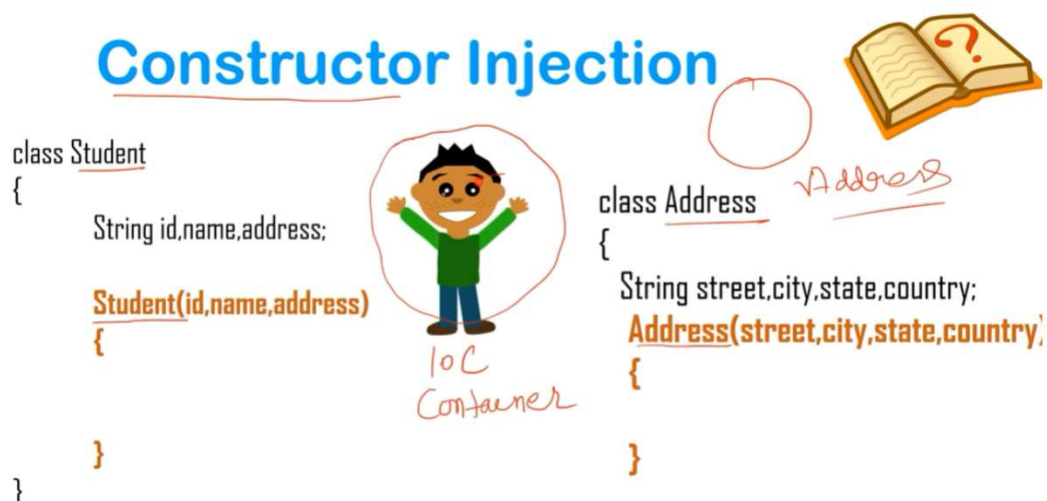 Constructor Injection
?
class Student
{
String id,name,address;
Student(id,name,address)
{
}
}
IoC
Container
Address
class Address
{
String street,city,state,country;
Address(street,city,state,country)
{
}